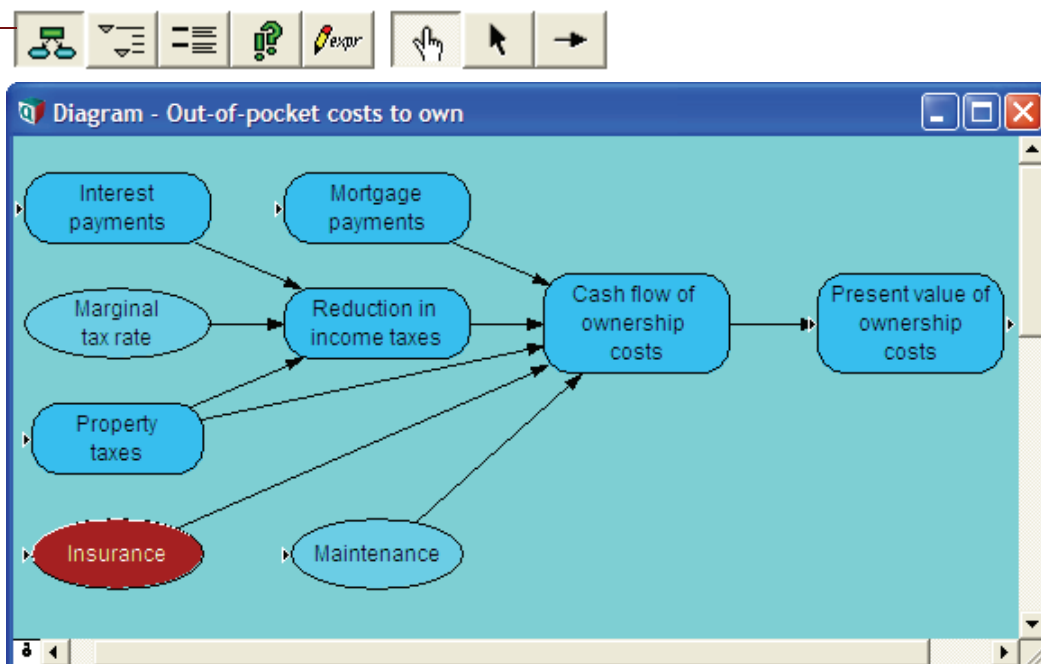 expr
Diagram - Out-of-pocket costs to own
Interest
payments
Mortgage
payments
Marginal
tax rate
Reduction in
income taxes
Cash flow of
ownership
costs
Present value of
ownership
costs
Property
taxes
Insurance
Maintenance